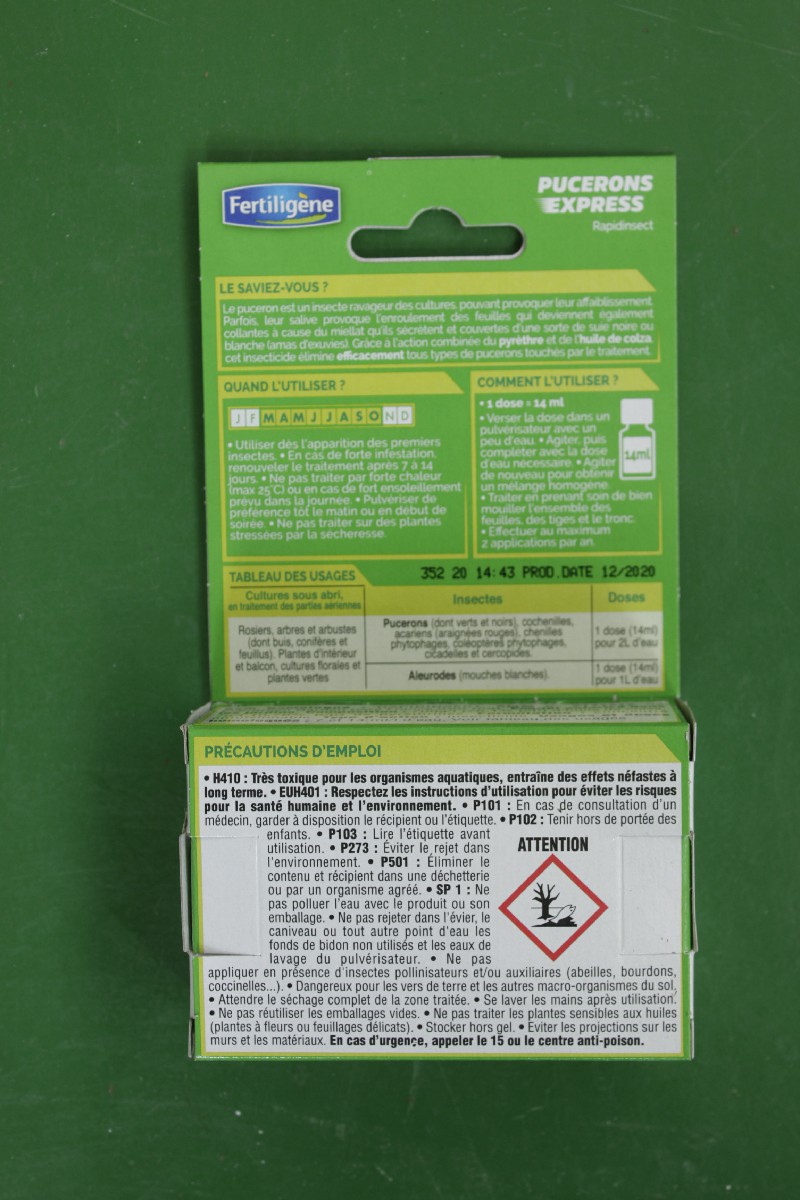 Fertiligène
PUCERONS
EXPRESS
Rapidinsect
LE SAVIEZ-VOUS ?
Le puceron est un insecte ravageur des cultures, pouvant provoquer leur affaiblissement.
Parfois, leur salive provoque l'enroulement des feuilles qui deviennent également
collantes à cause du miellat qu'ils sécrètent et couvertes d'une sorte de suie noire ou
blanche (amas d'exuvies). Grâce à l'action combinée du pyrèthre et de l'huile de colza,
cet insecticide élimine efficacement tous types de pucerons touchés par le traitement.
QUAND L'UTILISER ?
J F M A M J J A S O N D
• Utiliser dès l'apparition des premiers
insectes. • En cas de forte infestation,
renouveler le traitement après 7 à 14
jours. • Ne pas traiter par forte chaleur
(max 25°C) ou en cas de fort ensoleillement
prévu dans la journée. • Pulvériser de
préférence tôt le matin ou en début de
soirée. • Ne pas traiter sur des plantes
stressées par la sécheresse.
COMMENT L'UTILISER ?
• 1 dose = 14 ml
• Verser la dose dans un
pulvérisateur avec un
peu d'eau. • Agiter, puis
compléter avec la dose
d'eau nécessaire. • Agiter
de nouveau pour obtenir
un mélange homogène.
• Traiter en prenant soin de bien
mouiller l'ensemble des
feuilles, des tiges et le tronc.
• Effectuer au maximum
2 applications par an.
14ml
352 20 14:43 PROD.DATE 12/2020
TABLEAU DES USAGES
Cultures sous abri,
en traitement des parties aériennes
Insectes
Doses
Rosiers, arbres et arbustes
(dont buis, conifères et
feuillus). Plantes d'intérieur
et balcon, cultures florales et
plantes vertes
Pucerons (dont verts et noirs), cochenilles,
acariens (araignées rouges), chenilles
phytophages, coléoptères phytophages,
cicadelles et cercopides.
1 dose (14ml)
pour 2L d'eau
Aleurodes (mouches blanches).
1 dose (14ml)
pour 1L d'eau
PRÉCAUTIONS D'EMPLOI
• H410 : Très toxique pour les organismes aquatiques, entraîne des effets néfastes à
long terme. • EUH401 : Respectez les instructions d'utilisation pour éviter les risques
pour la santé humaine et l'environnement. • P101 : En cas de consultation d'un
médecin, garder à disposition le récipient ou l'étiquette. • P102 : Tenir hors de portée des
enfants. • P103 : Lire l'étiquette avant
utilisation. • P273 : Éviter le rejet dans
l'environnement. • P501 : Éliminer le
contenu et récipient dans une déchetterie
ou par un organisme agréé. • SP 1 : Ne
pas polluer l'eau avec le produit ou son
emballage. • Ne pas rejeter dans l'évier, le
caniveau ou tout autre point d'eau les
fonds de bidon non utilisés et les eaux de
lavage du pulvérisateur. • Ne pas
ATTENTION
appliquer en présence d'insectes pollinisateurs et/ou auxiliaires (abeilles, bourdons,
coccinelles...). • Dangereux pour les vers de terre et les autres macro-organismes du sol.
• Attendre le séchage complet de la zone traitée. • Se laver les mains après utilisation.
• Ne pas réutiliser les emballages vides. • Ne pas traiter les plantes sensibles aux huiles
(plantes à fleurs ou feuillages délicats). • Stocker hors gel. • Eviter les projections sur les
murs et les matériaux. En cas d'urgence, appeler le 15 ou le centre anti-poison.